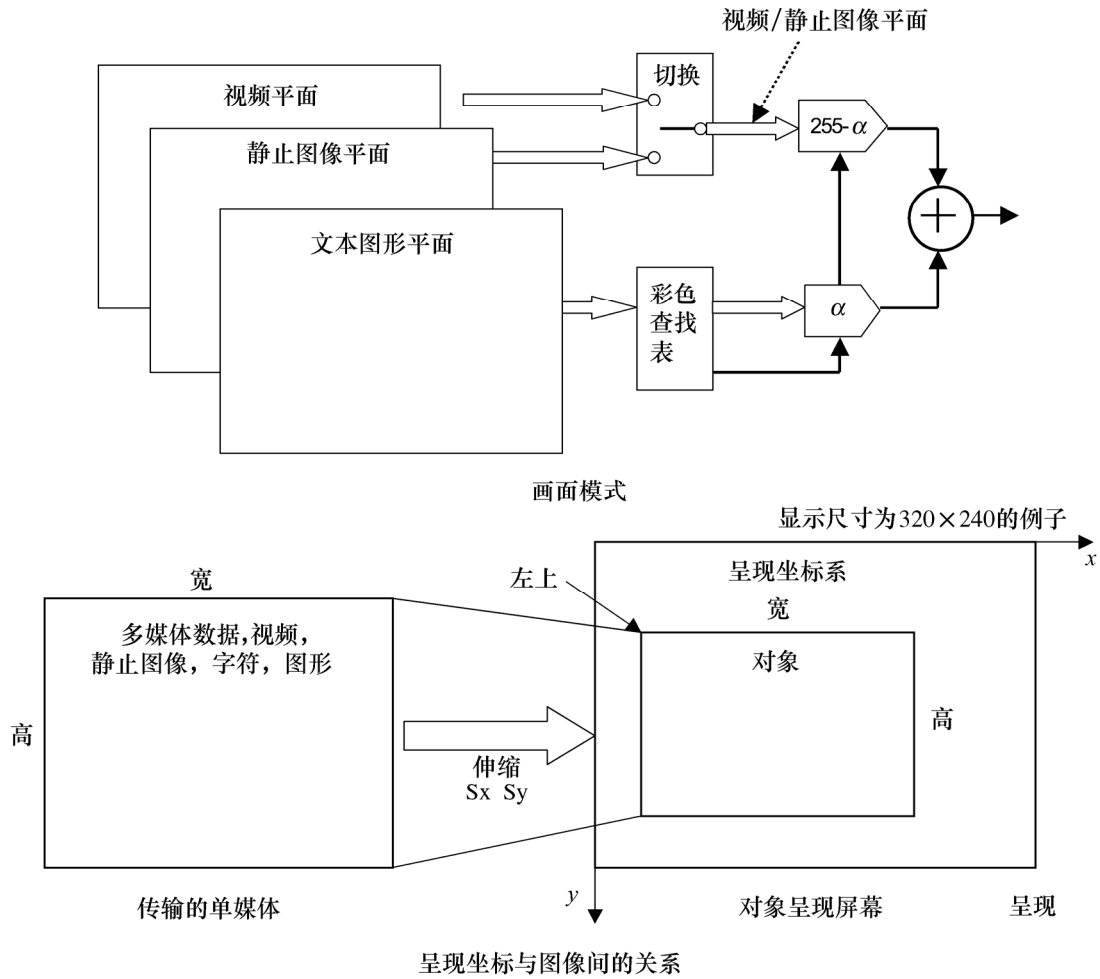 视频/静止图像平面
视频平面
切换
静止图像平面
255-α
文本图形平面
彩色
查找
表
α
画面模式
显示尺寸为320×240的例子
x
宽
左上
呈现坐标系
宽
多媒体数据,视频,
静止图像，字符，图形
对象
高
高
伸缩
Sx Sy
y
传输的单媒体
对象呈现屏幕
呈现
呈现坐标与图像间的关系